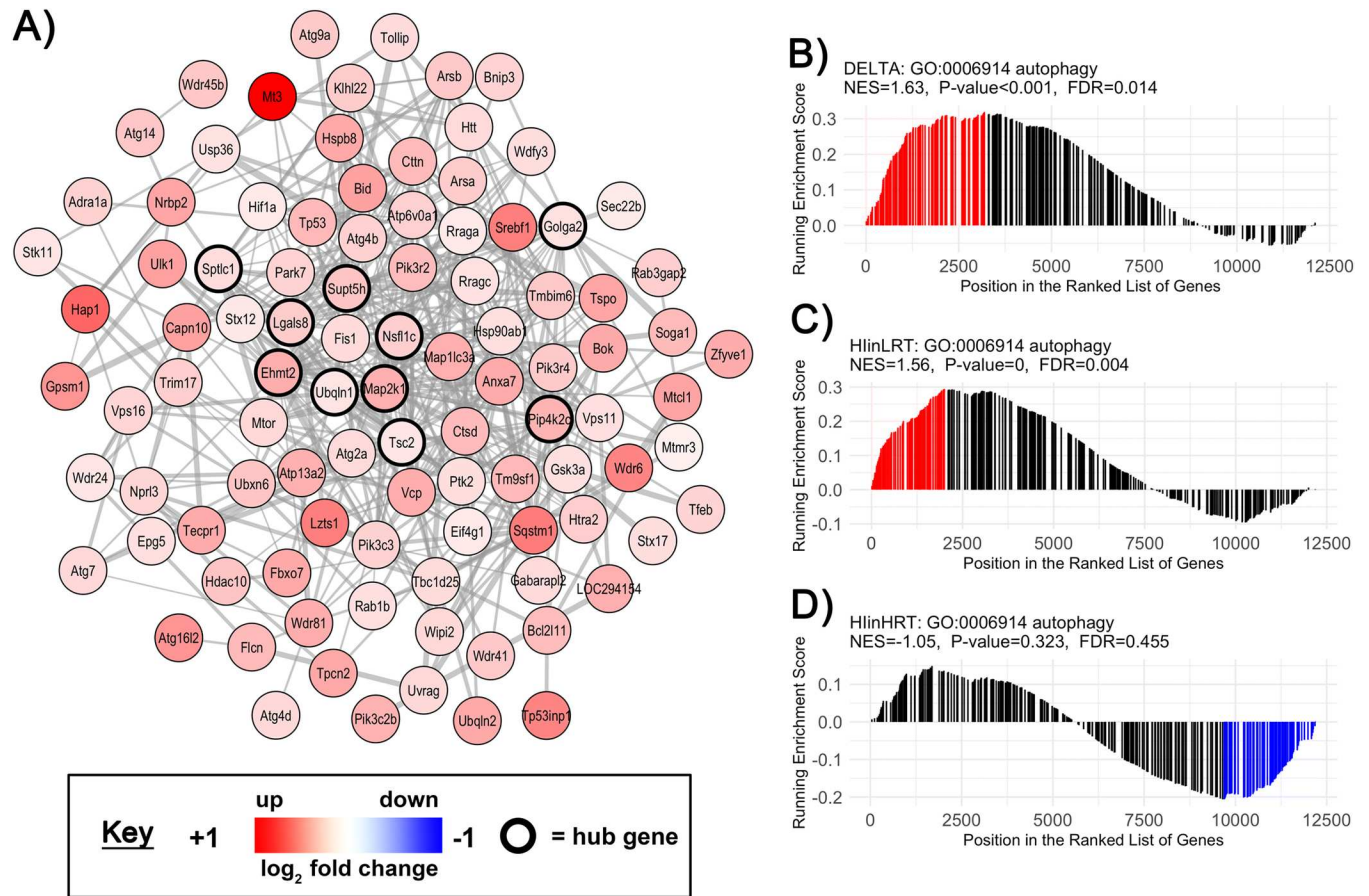 A)
Atg9a
Tollip
Wdr45b
Mt3
Klhl22
Arsb
Bnip3
Atg14
Usp36
Hspb8
Htt
Wdfy3
Cttn
Adra1a
Nrbp2
Hif1a
Bid
Arsa
Sec22b
Tp53
Atp6v0a1
Rraga
Srebf1
Golga2
Stk11
Ulk1
Sptlc1
Park7
Atg4b
Pik3r2
Rragc
Rab3gap2
Supt5h
Tmbim6
Tspo
Hap1
Capn10
Stx12
Lgals8
Fis1
Nsfl1c
Hsp90ab1
Soga1
Bok
Zfyve1
Map1lc3a
Pik3r4
Gpsm1
Trim17
Ehmt2
Ubqln1
Map2k1
Anxa7
Mtcl1
Vps16
Mtor
Pip4k2c
Vps11
Tsc2
Ctsd
Mtmr3
Atg2a
Wdr24
Nprl3
Ubxn6
Atp13a2
Ptk2
Tm9sf1
Gsk3a
Wdr6
Vcp
Tfeb
Tecpr1
Lzts1
Epg5
Pik3c3
Eif4g1
Sqstm1
Htra2
Stx17
Atg7
Hdac10
Fbxo7
Tbc1d25
Gabarapl2
LOC294154
Rab1b
Wdr81
Wipi2
Bcl2l11
Atg16l2
Flcn
Wdr41
Tpcn2
Uvrag
Atg4d
Pik3c2b
Ubqln2
Tp53inp1
up down
Key +1 -1 = hub gene
log2 fold change
B)
DELTA: GO:0006914 autophagy
NES=1.63, P-value<0.001, FDR=0.014
Running Enrichment Score
0.3
0.2
0.1
0.0
0 2500 5000 7500 10000 12500
Position in the Ranked List of Genes
C)
HlinLRT: GO:0006914 autophagy
NES=1.56, P-value=0, FDR=0.004
Running Enrichment Score
0.3
0.2
0.1
0.0
-0.1
0 2500 5000 7500 10000 12500
Position in the Ranked List of Genes
D)
HlinHRT: GO:0006914 autophagy
NES=-1.05, P-value=0.323, FDR=0.455
Running Enrichment Score
0.1
0.0
-0.1
-0.2
0 2500 5000 7500 10000 12500
Position in the Ranked List of Genes